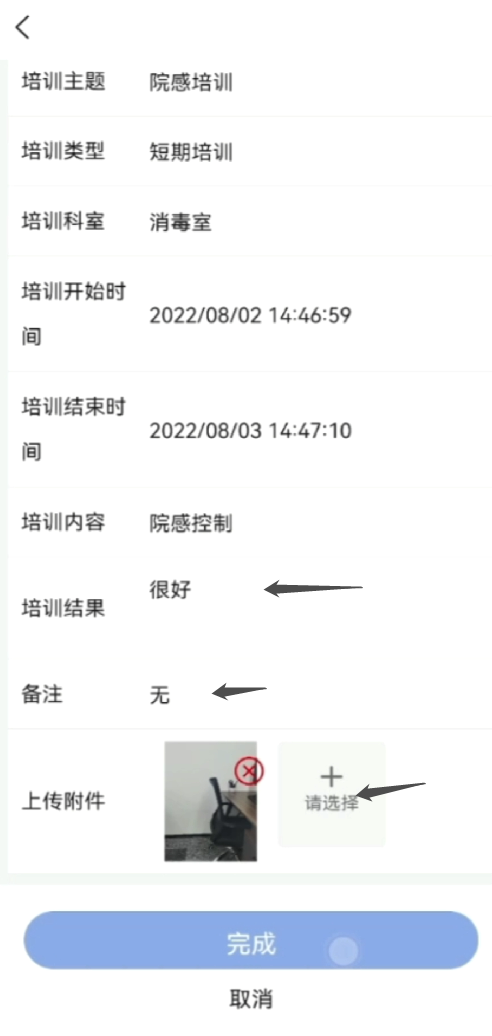 培训主题 院感培训
培训类型 短期培训
培训科室 消毒室
培训开始时
间
2022/08/02 14:46:59
培训结束时
间
2022/08/03 14:47:10
培训内容 院感控制
培训结果 很好
备注 无
上传附件 请选择
完成
取消